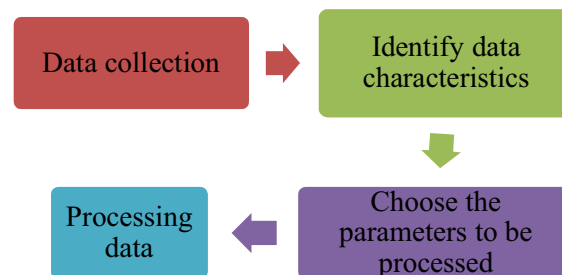 Data collection
Identify data
characteristics
Choose the
parameters to be
processed
Processing
data